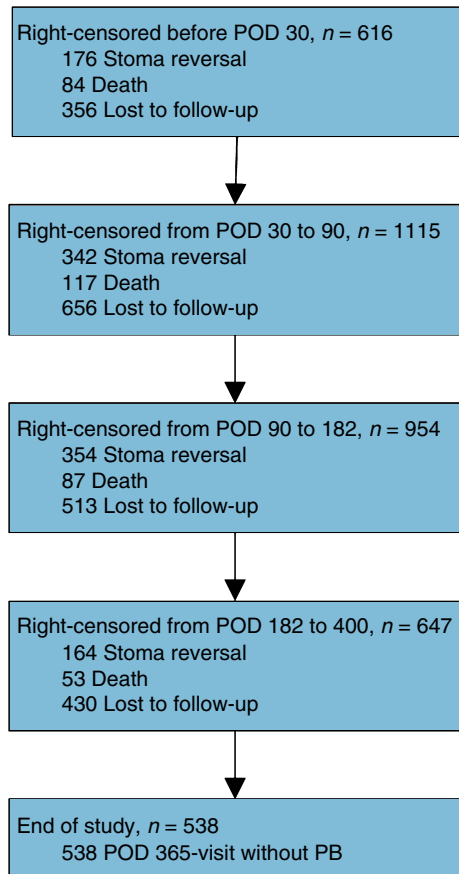 Right-censored before POD 30, n = 616
176 Stoma reversal
84 Death
356 Lost to follow-up
Right-censored from POD 30 to 90, n = 1115
342 Stoma reversal
117 Death
656 Lost to follow-up
Right-censored from POD 90 to 182, n = 954
354 Stoma reversal
87 Death
513 Lost to follow-up
Right-censored from POD 182 to 400, n = 647
164 Stoma reversal
53 Death
430 Lost to follow-up
End of study, n = 538
538 POD 365-visit without PB